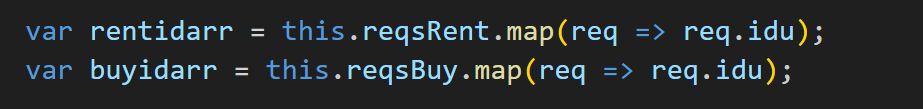 var rentidarr = this.reqsRent.map(req => req.idu);
var buyidarr = this.reqsBuy.map(req => req.idu);